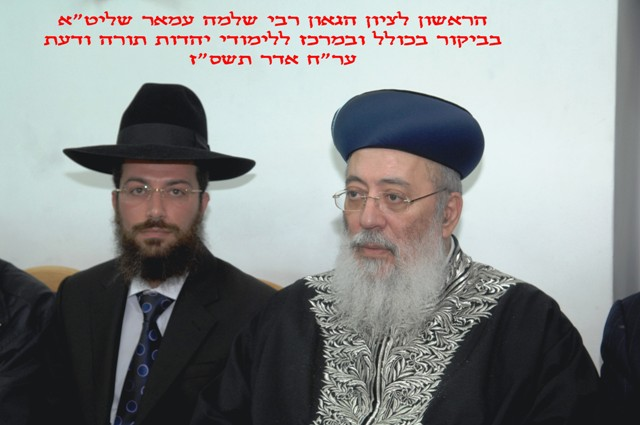 הראשון לציון הגאון רבי שלמה עמאר שליט"א
בביקור בכולל ובמרכז ללימודי יהדות תורה ודעת
ער"ח אדר תשס"ז